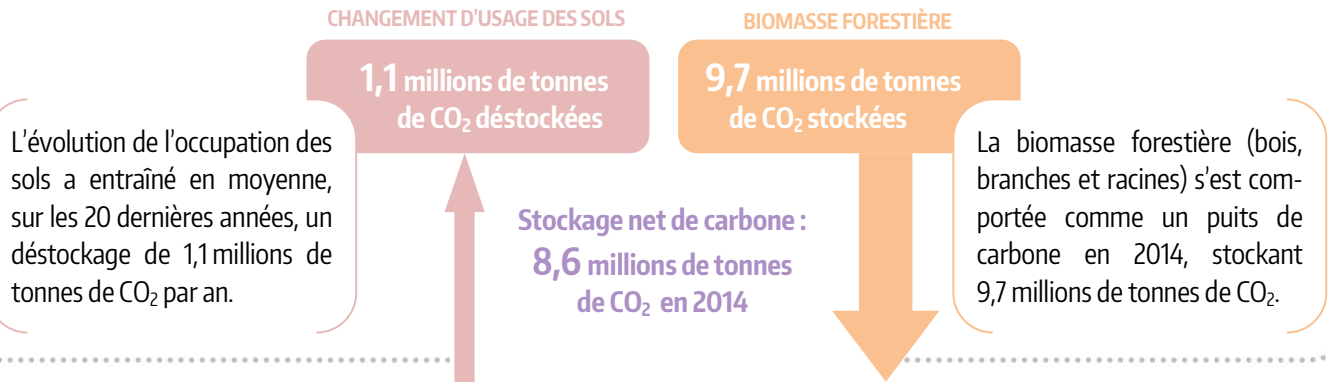 CHANGEMENT D'USAGE DES SOLS
1,1 millions de tonnes
de CO₂ déstockées
BIOMASSE FORESTIÈRE
9,7 millions de tonnes
de CO₂ stockées
L'évolution de l'occupation des
sols a entraîné en moyenne,
sur les 20 dernières années, un
déstockage de 1,1 millions de
tonnes de CO₂ par an.
Stockage net de carbone :
8,6 millions de tonnes
de CO₂ en 2014
La biomasse forestière (bois,
branches et racines) s'est com-
portée comme un puits de
carbone en 2014, stockant
9,7 millions de tonnes de CO₂.